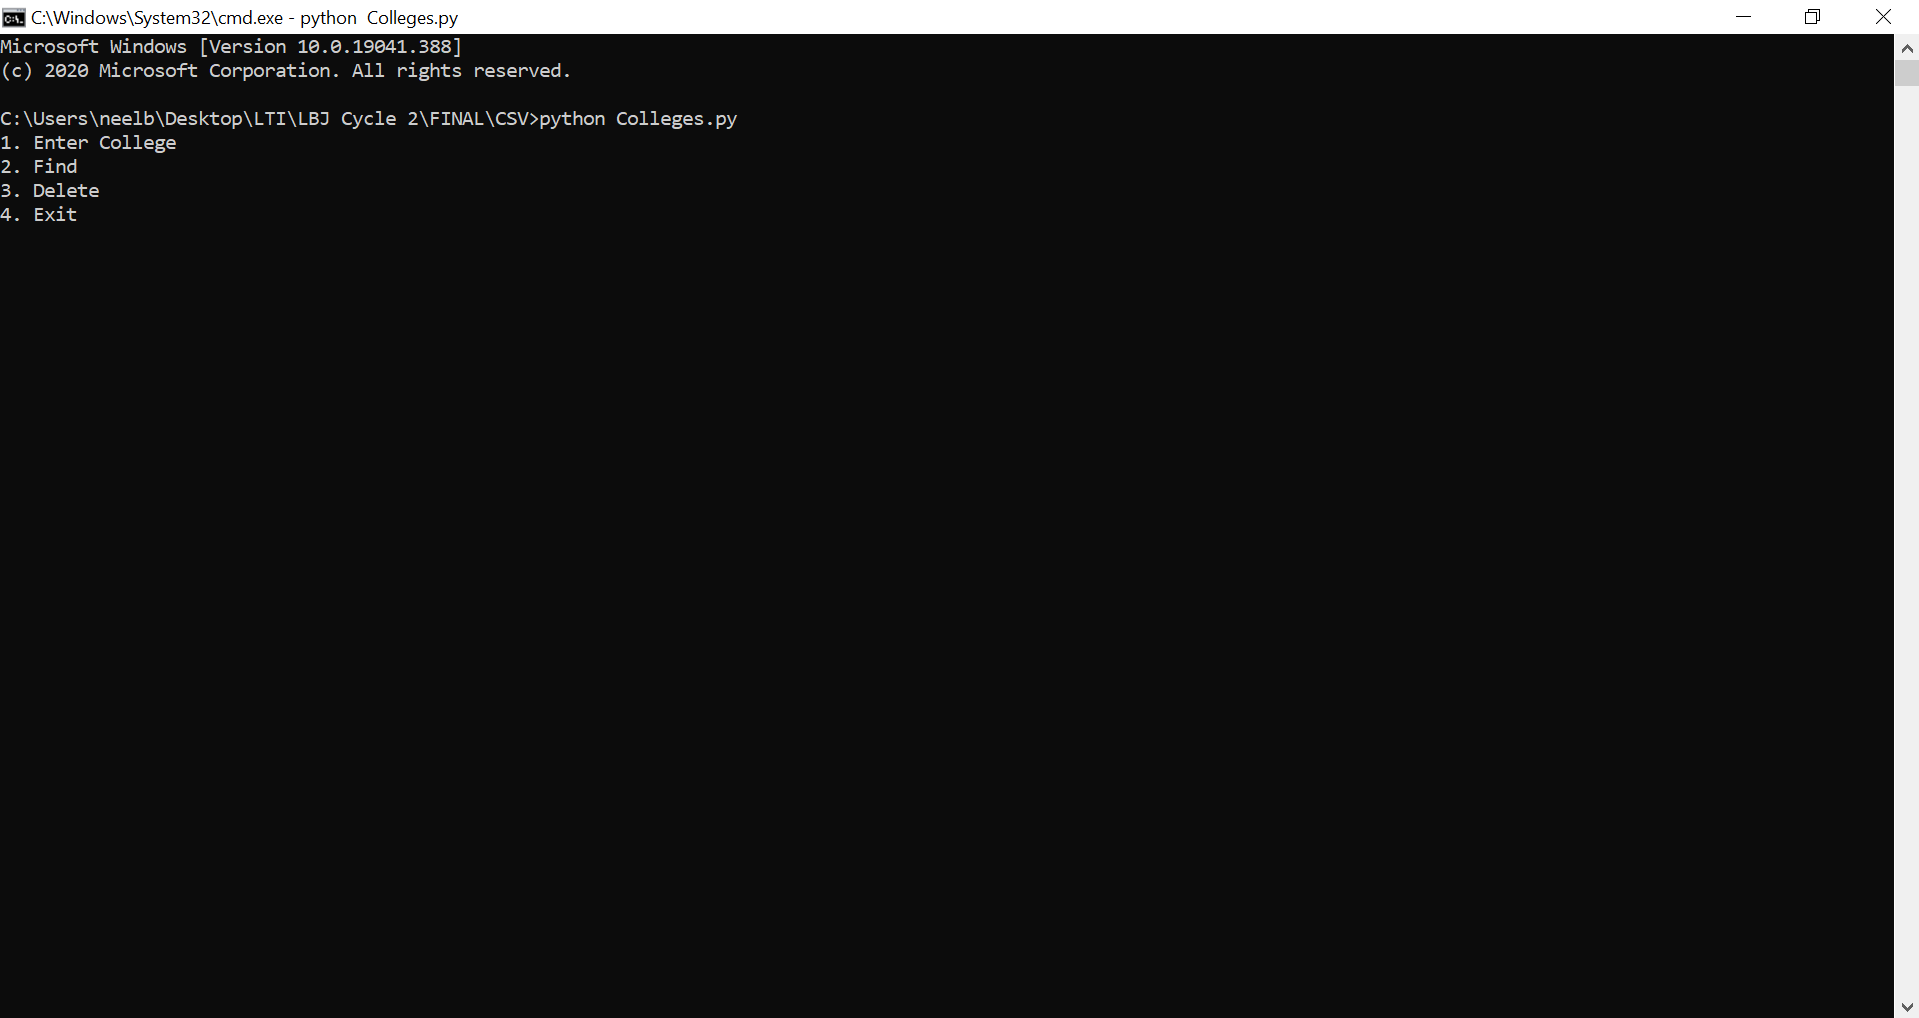 C:\Windows\System32\cmd.exe - python  Colleges.py
Microsoft Windows [Version 10.0.19041.388]
(c) 2020 Microsoft Corporation. All rights reserved.
C:\Users\neelb\Desktop\LTI\LBJ Cycle 2\FINAL\CSV>python Colleges.py
1. Enter College
2. Find
3. Delete
4. Exit